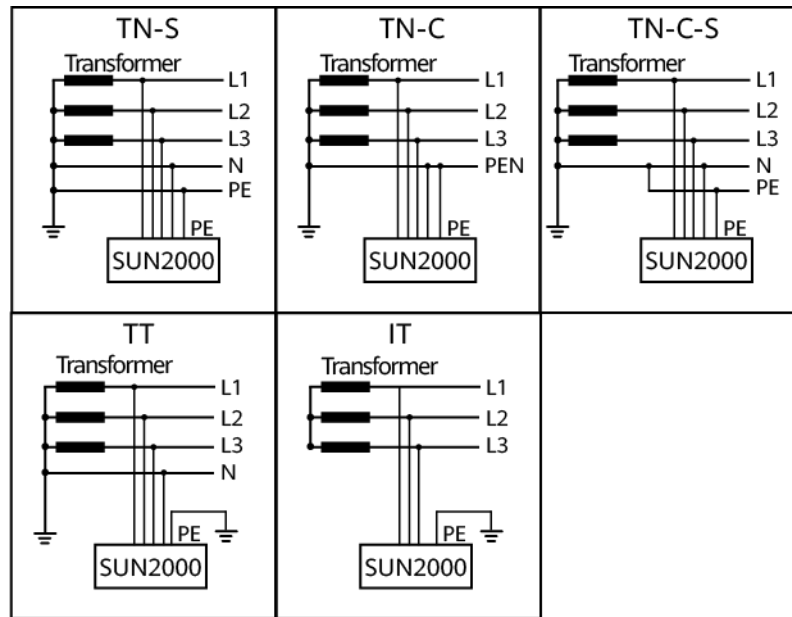 TN-S
Transformer
L1
L2
L3
N
PE
PE
SUN2000
TN-C
Transformer
L1
L2
L3
PEN
PE
SUN2000
TN-C-S
Transformer
L1
L2
L3
N
PE
PE
SUN2000
TT
Transformer
L1
L2
L3
N
PE
SUN2000
IT
Transformer
L1
L2
L3
PE
SUN2000